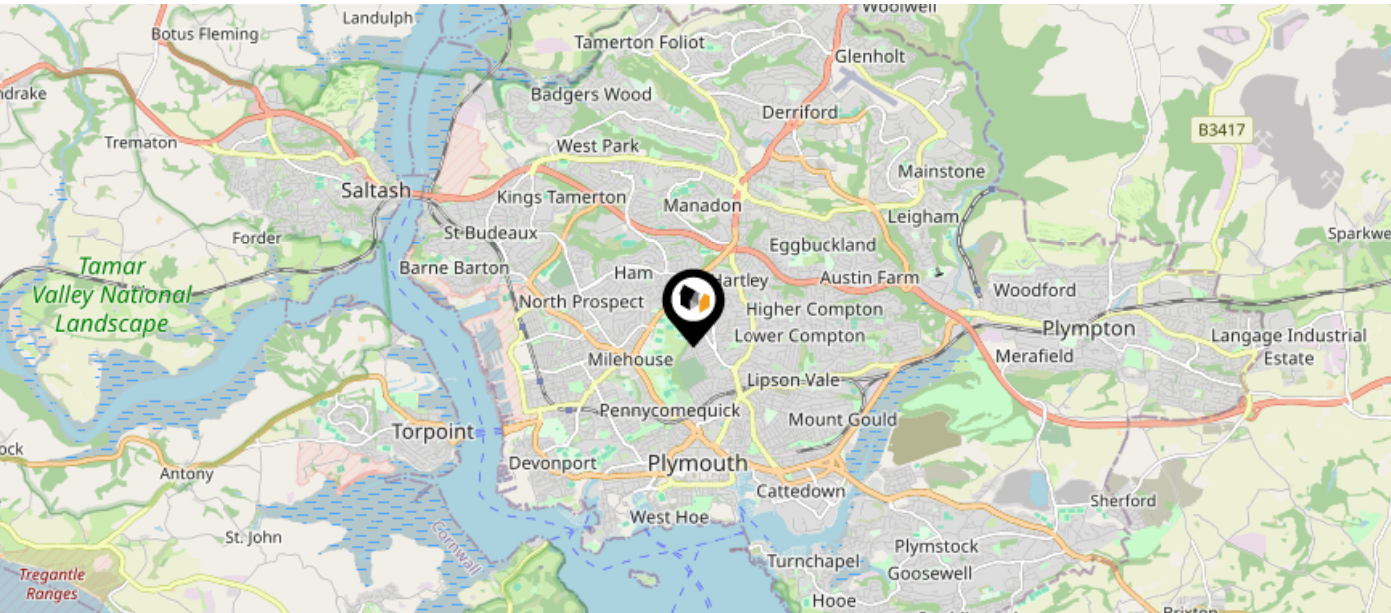 Landulph
Woolwell
Botus Fleming
Tamerton Foliot
Glenholt
Badgers Wood
Derriford
B3417
Trematon
West Park
Mainstone
Saltash
Kings Tamerton
Manadon
Leigham
St Budeaux
Sparkwe
Forder
Eggbuckland
Tamar
Valley National
Landscape
Barne Barton
Ham
Hartley
Austin Farm
Woodford
North Prospect
Higher Compton
Plympton
Lower Compton
Langage Industrial
Estate
Milehouse
Merafield
Lipson Vale
Pennycomequick
Mount Gould
Torpoint
Devonport
Plymouth
Antony
Cattedown
Sherford
West Hoe
St. John
Cornwall
Plymstock
Turnchapel
Goosewell
Tregantle
Ranges
Hooe